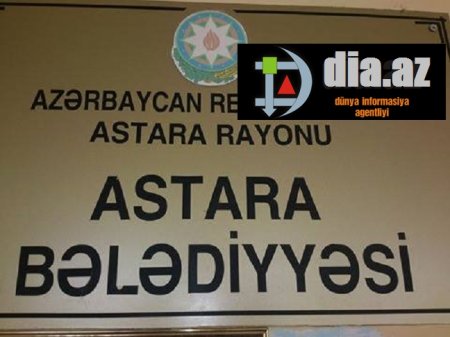 dia.az
dünya informasiya
agentliyi
AZƏRBAYCAN RE
ASTARA RAYONU
ASTARA
BƏLƏDİYYƏSİ